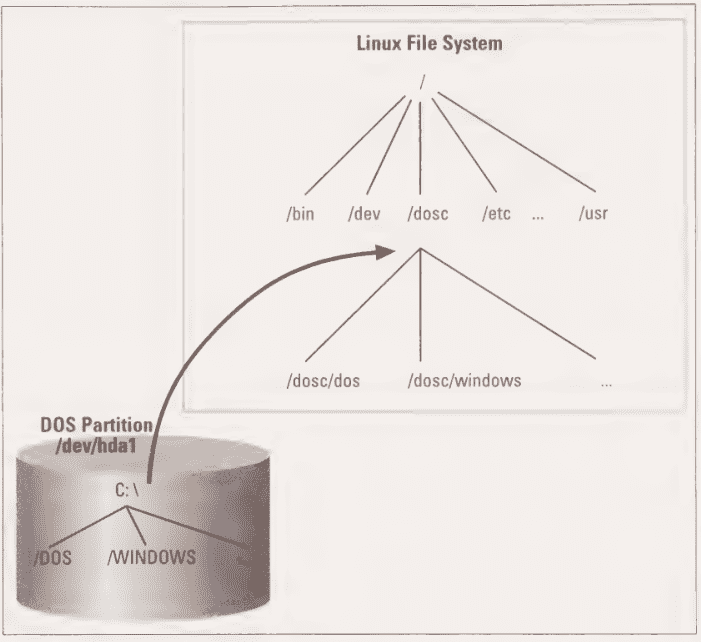 Linux File System
/
/bin /dev /dosc /etc ... /usr
/dosc/dos /dosc/windows ...
DOS Partition
/dev/hda1
C: \
/DOS /WINDOWS